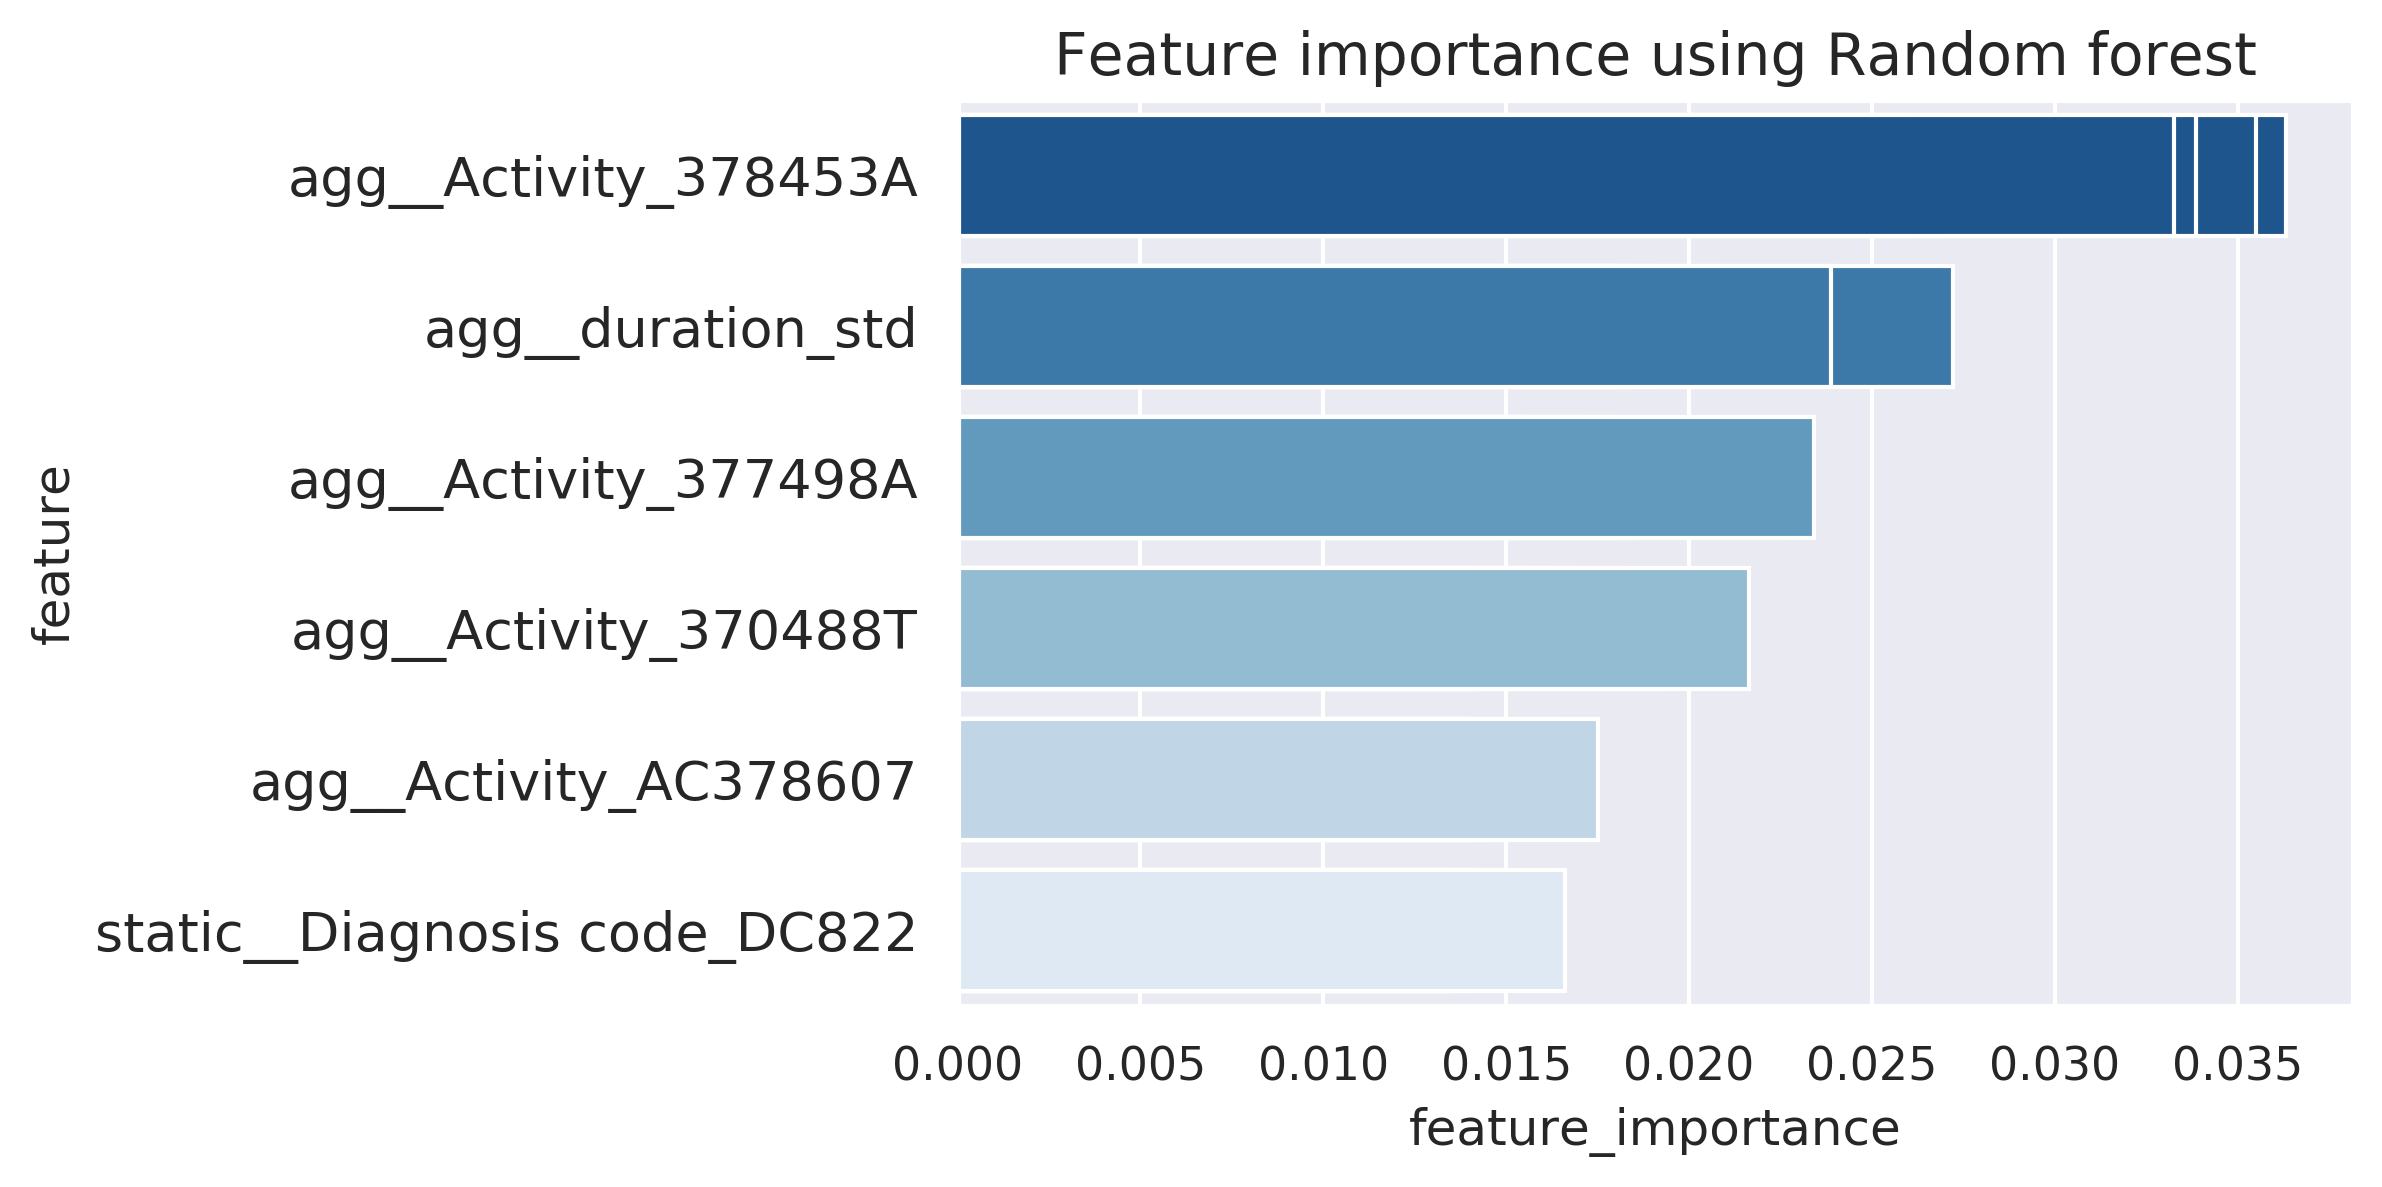 Feature importance using Random forest
agg__Activity_378453A
agg__duration_std
agg__Activity_377498A
agg__Activity_370488T
agg__Activity_AC378607
static__Diagnosis code_DC822
feature
0.000 0.005 0.010 0.015 0.020 0.025 0.030 0.035
feature_importance